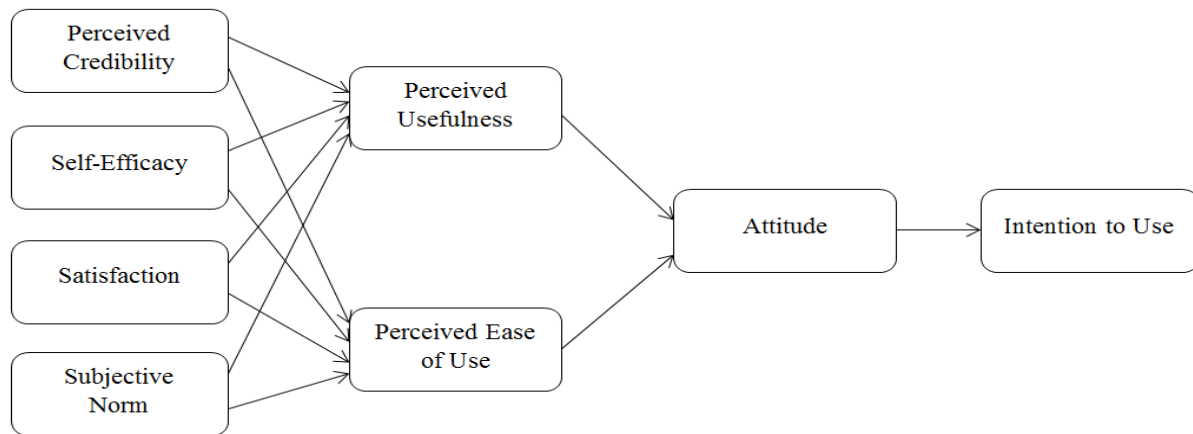 Perceived
Credibility
Self-Efficacy
Satisfaction
Subjective
Norm
Perceived
Usefulness
Perceived Ease
of Use
Attitude
Intention to Use